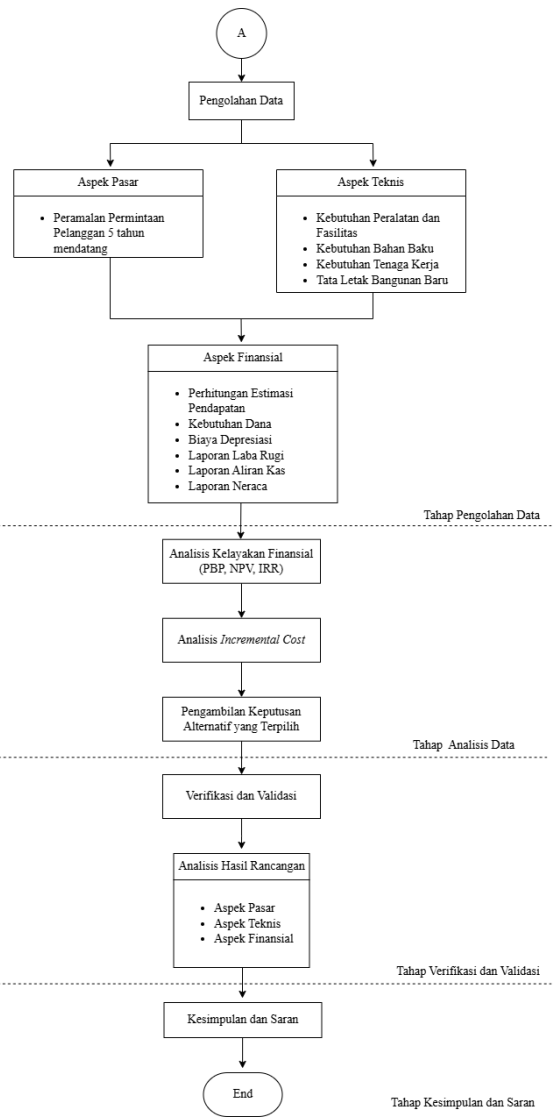 A
Pengolahan Data
Aspek Pasar
• Peramalan Permintaan
Pelanggan 5 tahun
mendatang
Aspek Teknis
• Kebutuhan Peralatan dan
Fasilitas
• Kebutuhan Bahan Baku
• Kebutuhan Tenaga Kerja
• Tata Letak Bangunan Baru
Aspek Finansial
• Perhitungan Estimasi
Pendapatan
• Kebutuhan Dana
• Biaya Depresiasi
• Laporan Laba Rugi
• Laporan Aliran Kas
• Laporan Neraca
Tahap Pengolahan Data
Analisis Kelayakan Finansial
(PBP, NPV, IRR)
Analisis Incremental Cost
Pengambilan Keputusan
Alternatif yang Terpilih
Tahap Analisis Data
Verifikasi dan Validasi
Analisis Hasil Rancangan
• Aspek Pasar
• Aspek Teknis
• Aspek Finansial
Tahap Verifikasi dan Validasi
Kesimpulan dan Saran
End
Tahap Kesimpulan dan Saran